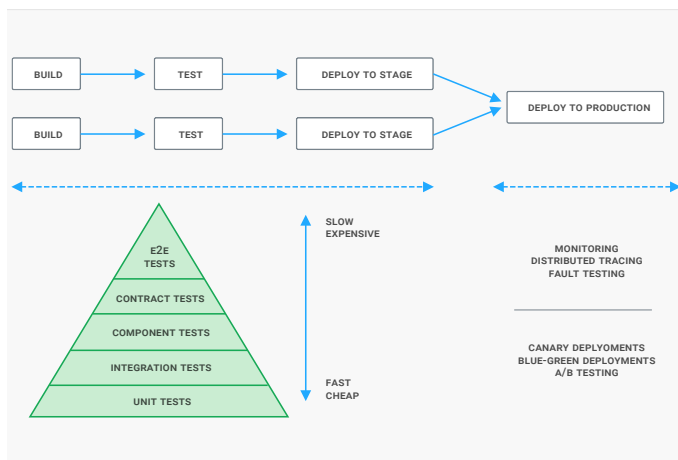 BUILD
TEST
DEPLOY TO STAGE
DEPLOY TO PRODUCTION
BUILD
TEST
DEPLOY TO STAGE
E2E
TESTS
CONTRACT TESTS
COMPONENT TESTS
INTEGRATION TESTS
UNIT TESTS
SLOW
EXPENSIVE
FAST
CHEAP
MONITORING
DISTRIBUTED TRACING
FAULT TESTING
CANARY DEPLYOMENTS
BLUE-GREEN DEPLOYMENTS
A/B TESTING